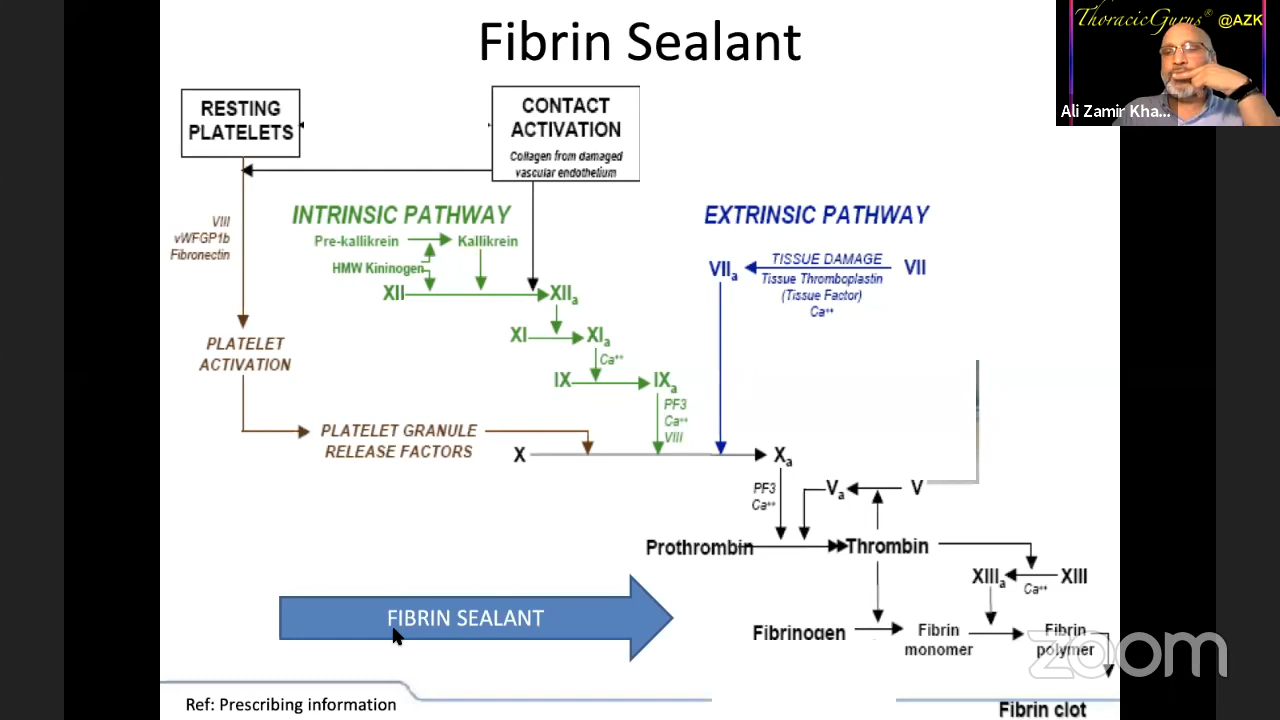 Fibrin Sealant
ThoracicGurus® @AZK
Ali Zamir Kha...
RESTING
PLATELETS
CONTACT
ACTIVATION
Collagen from damaged
vascular endothelium
VIII
vWFGP1b
Fibronectin
INTRINSIC PATHWAY
Pre-kallikrein
Kallikrein
HMW Kininogen
XII
XIIa
XI
XIa
Ca++
IX
IXa
PF3
Ca++
VIII
EXTRINSIC PATHWAY
VIIa
TISSUE DAMAGE
VII
Tissue Thromboplastin
(Tissue Factor)
Ca++
PLATELET
ACTIVATION
PLATELET GRANULE
RELEASE FACTORS
X
Xa
PF3
Ca++
Va
V
Prothrombin
Thrombin
XIIIa
XIII
Ca++
FIBRIN SEALANT
Fibrinogen
Fibrin
monomer
Fibrin
polymer
zoom
Fibrin clot
Ref: Prescribing information